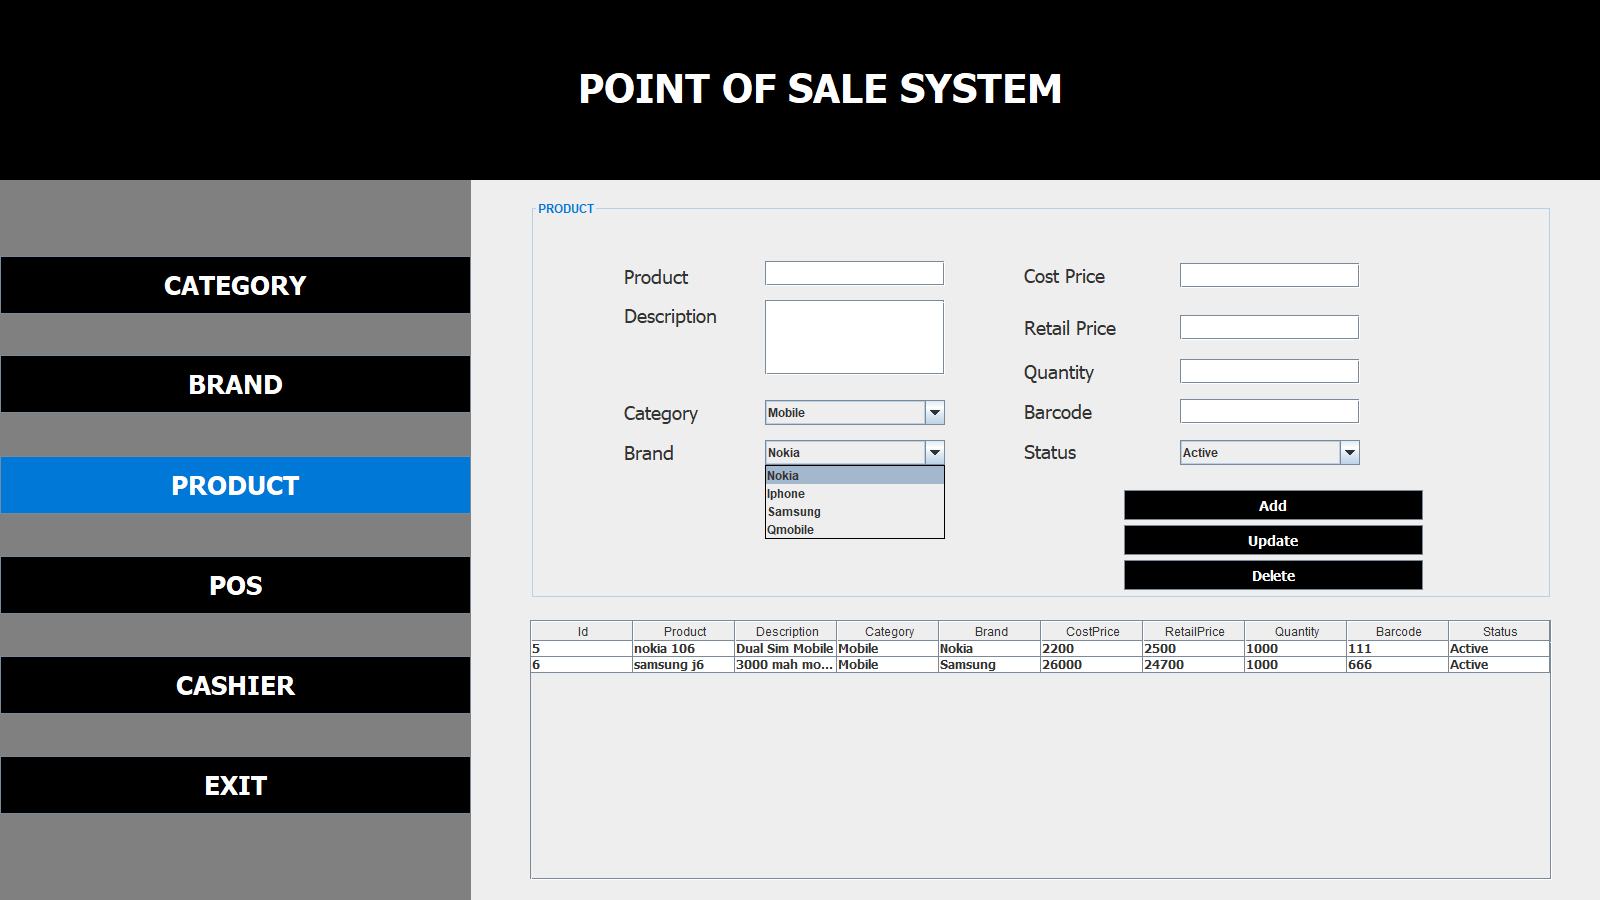 POINT OF SALE SYSTEM
CATEGORY
BRAND
PRODUCT
POS
CASHIER
EXIT
PRODUCT
Product
Description
Category Mobile
Brand Nokia
Nokia
Iphone
Samsung
Qmobile
Cost Price
Retail Price
Quantity
Barcode
Status Active
Add
Update
Delete
Id Product Description Category Brand CostPrice RetailPrice Quantity Barcode Status
5 nokia 106 Dual Sim Mobile Mobile Nokia 2200 2500 1000 111 Active
6 samsung j6 3000 mah mo... Mobile Samsung 26000 24700 1000 666 Active